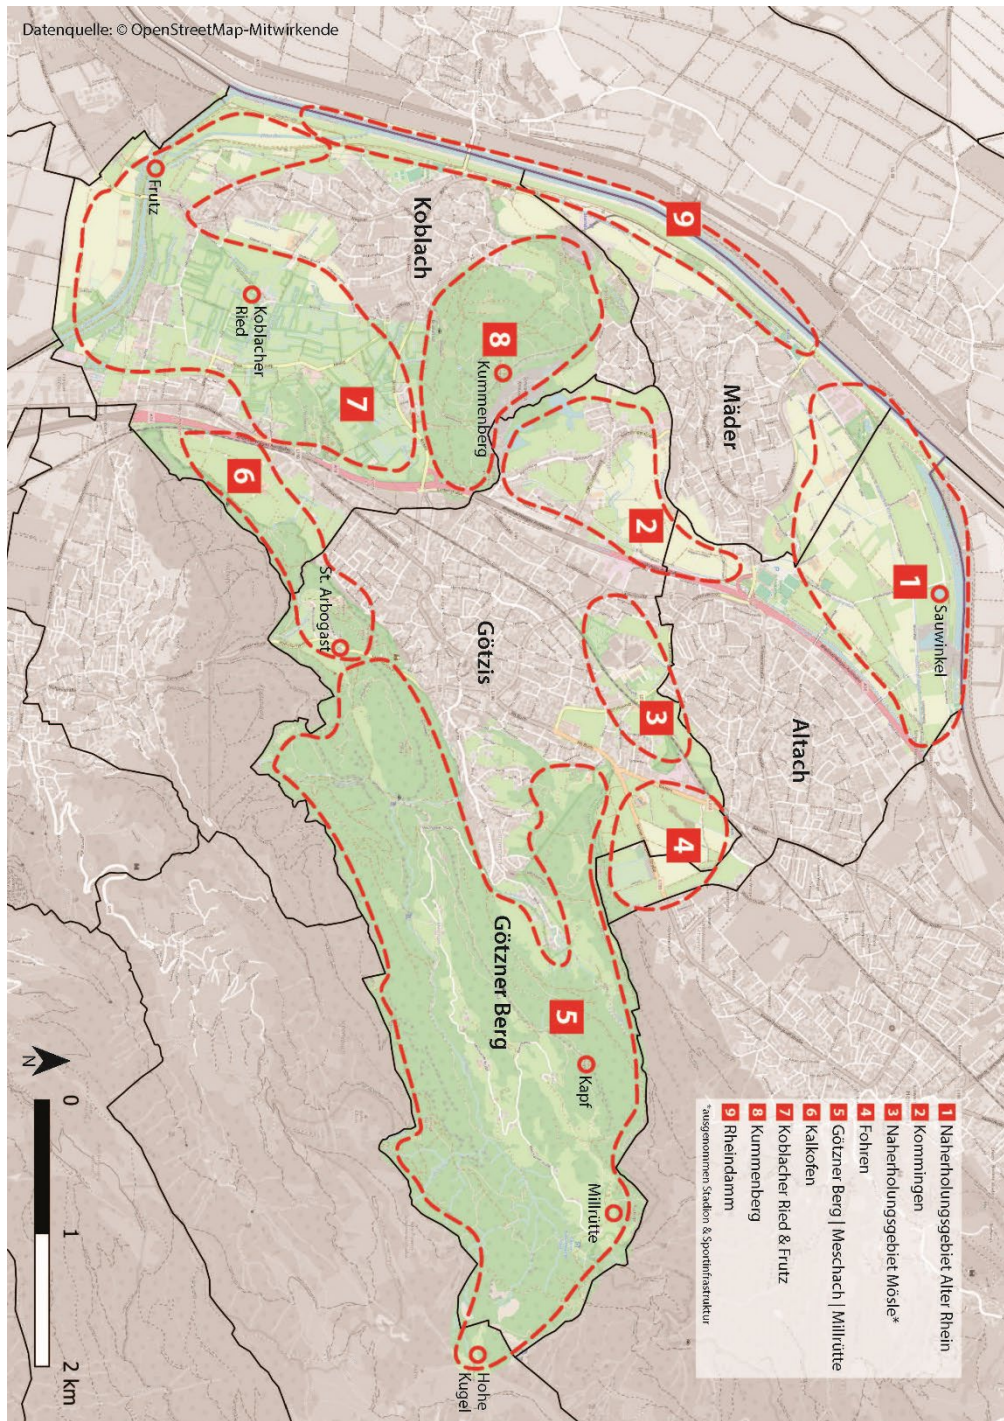 Datenquelle: © OpenStreetMap-Mitwirkende
9
Koblach
Frutz
Koblacher
Ried
7
8
Kummenberg
Mäder
1
Sauwinkel
2
6
St. Arbogast
Götzis
3
Altach
4
Götzner Berg
5
Kapf
Millrütte
Hohe
Kugel
1 Naherholungsgebiet Alter Rhein
2 Kommingen
3 Naherholungsgebiet Mösle*
4 Fohren
5 Götzner Berg | Meschach | Millrütte
6 Kalkofen
7 Koblacher Ried & Frutz
8 Kummenberg
9 Rheindamm
*ausgenommen Stadion & Sportinfrastruktur
N
0 1 2 km